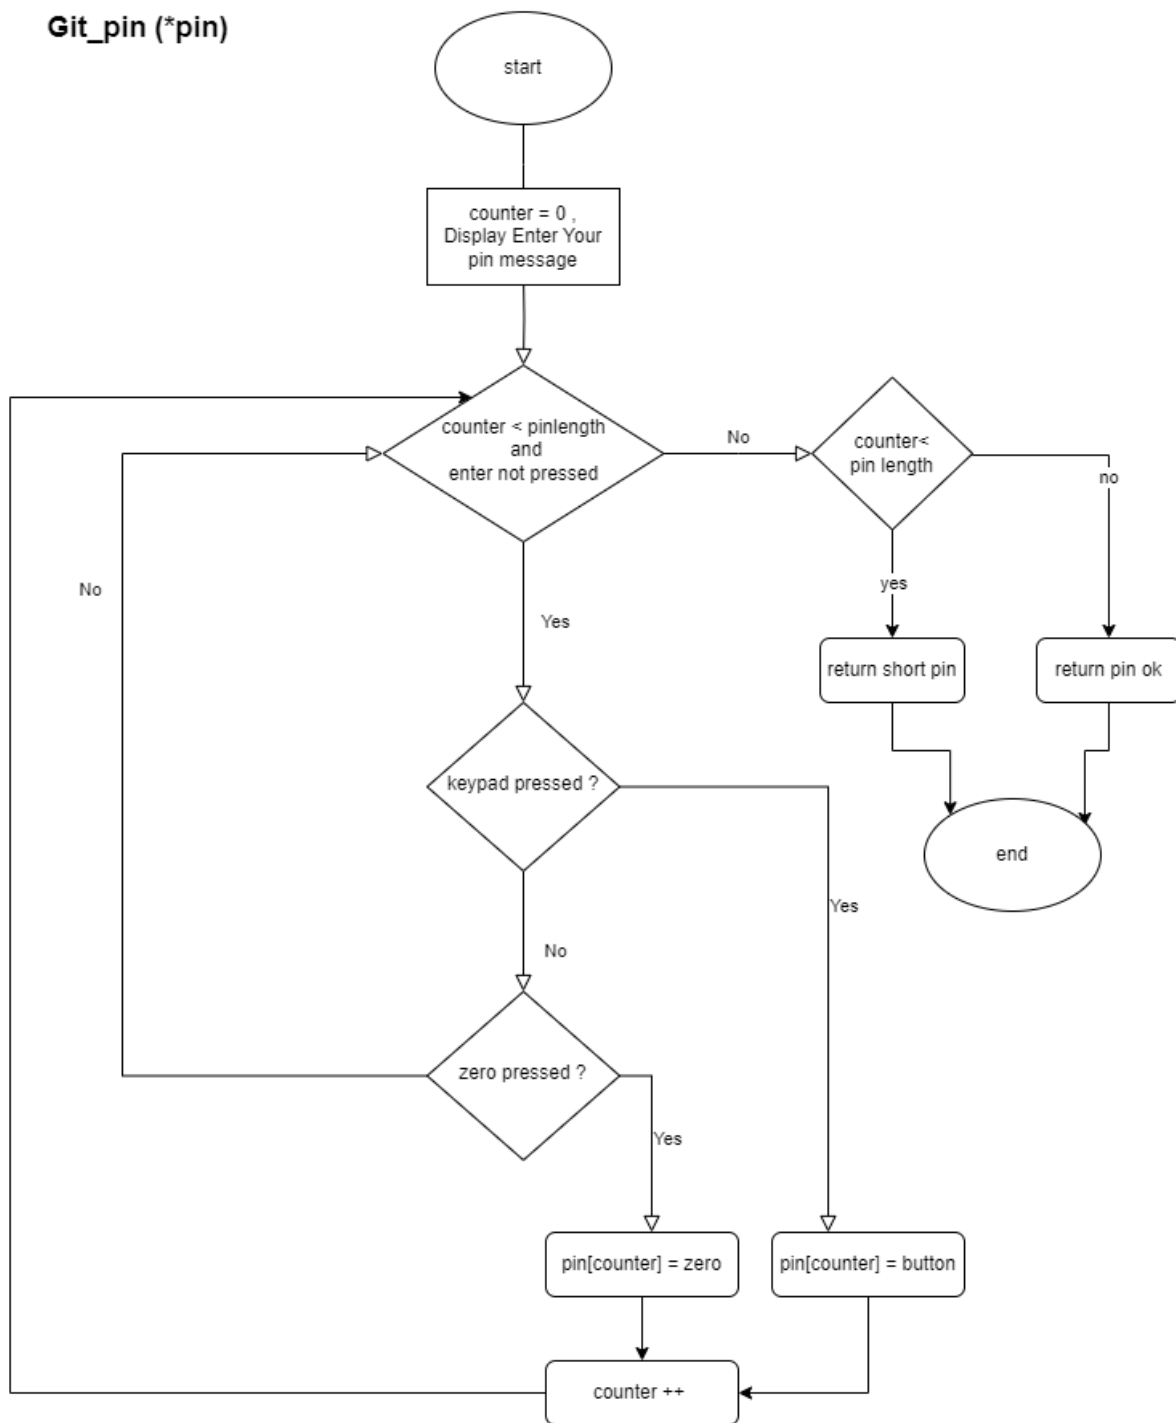 Git_pin (*pin)
start
counter = 0 ,
Display Enter Your
pin message
counter < pinlength
and
enter not pressed
No
counter<
pin length
no
No
yes
Yes
return short pin
return pin ok
keypad pressed ?
end
Yes
No
zero pressed ?
Yes
pin[counter] = zero
pin[counter] = button
counter ++